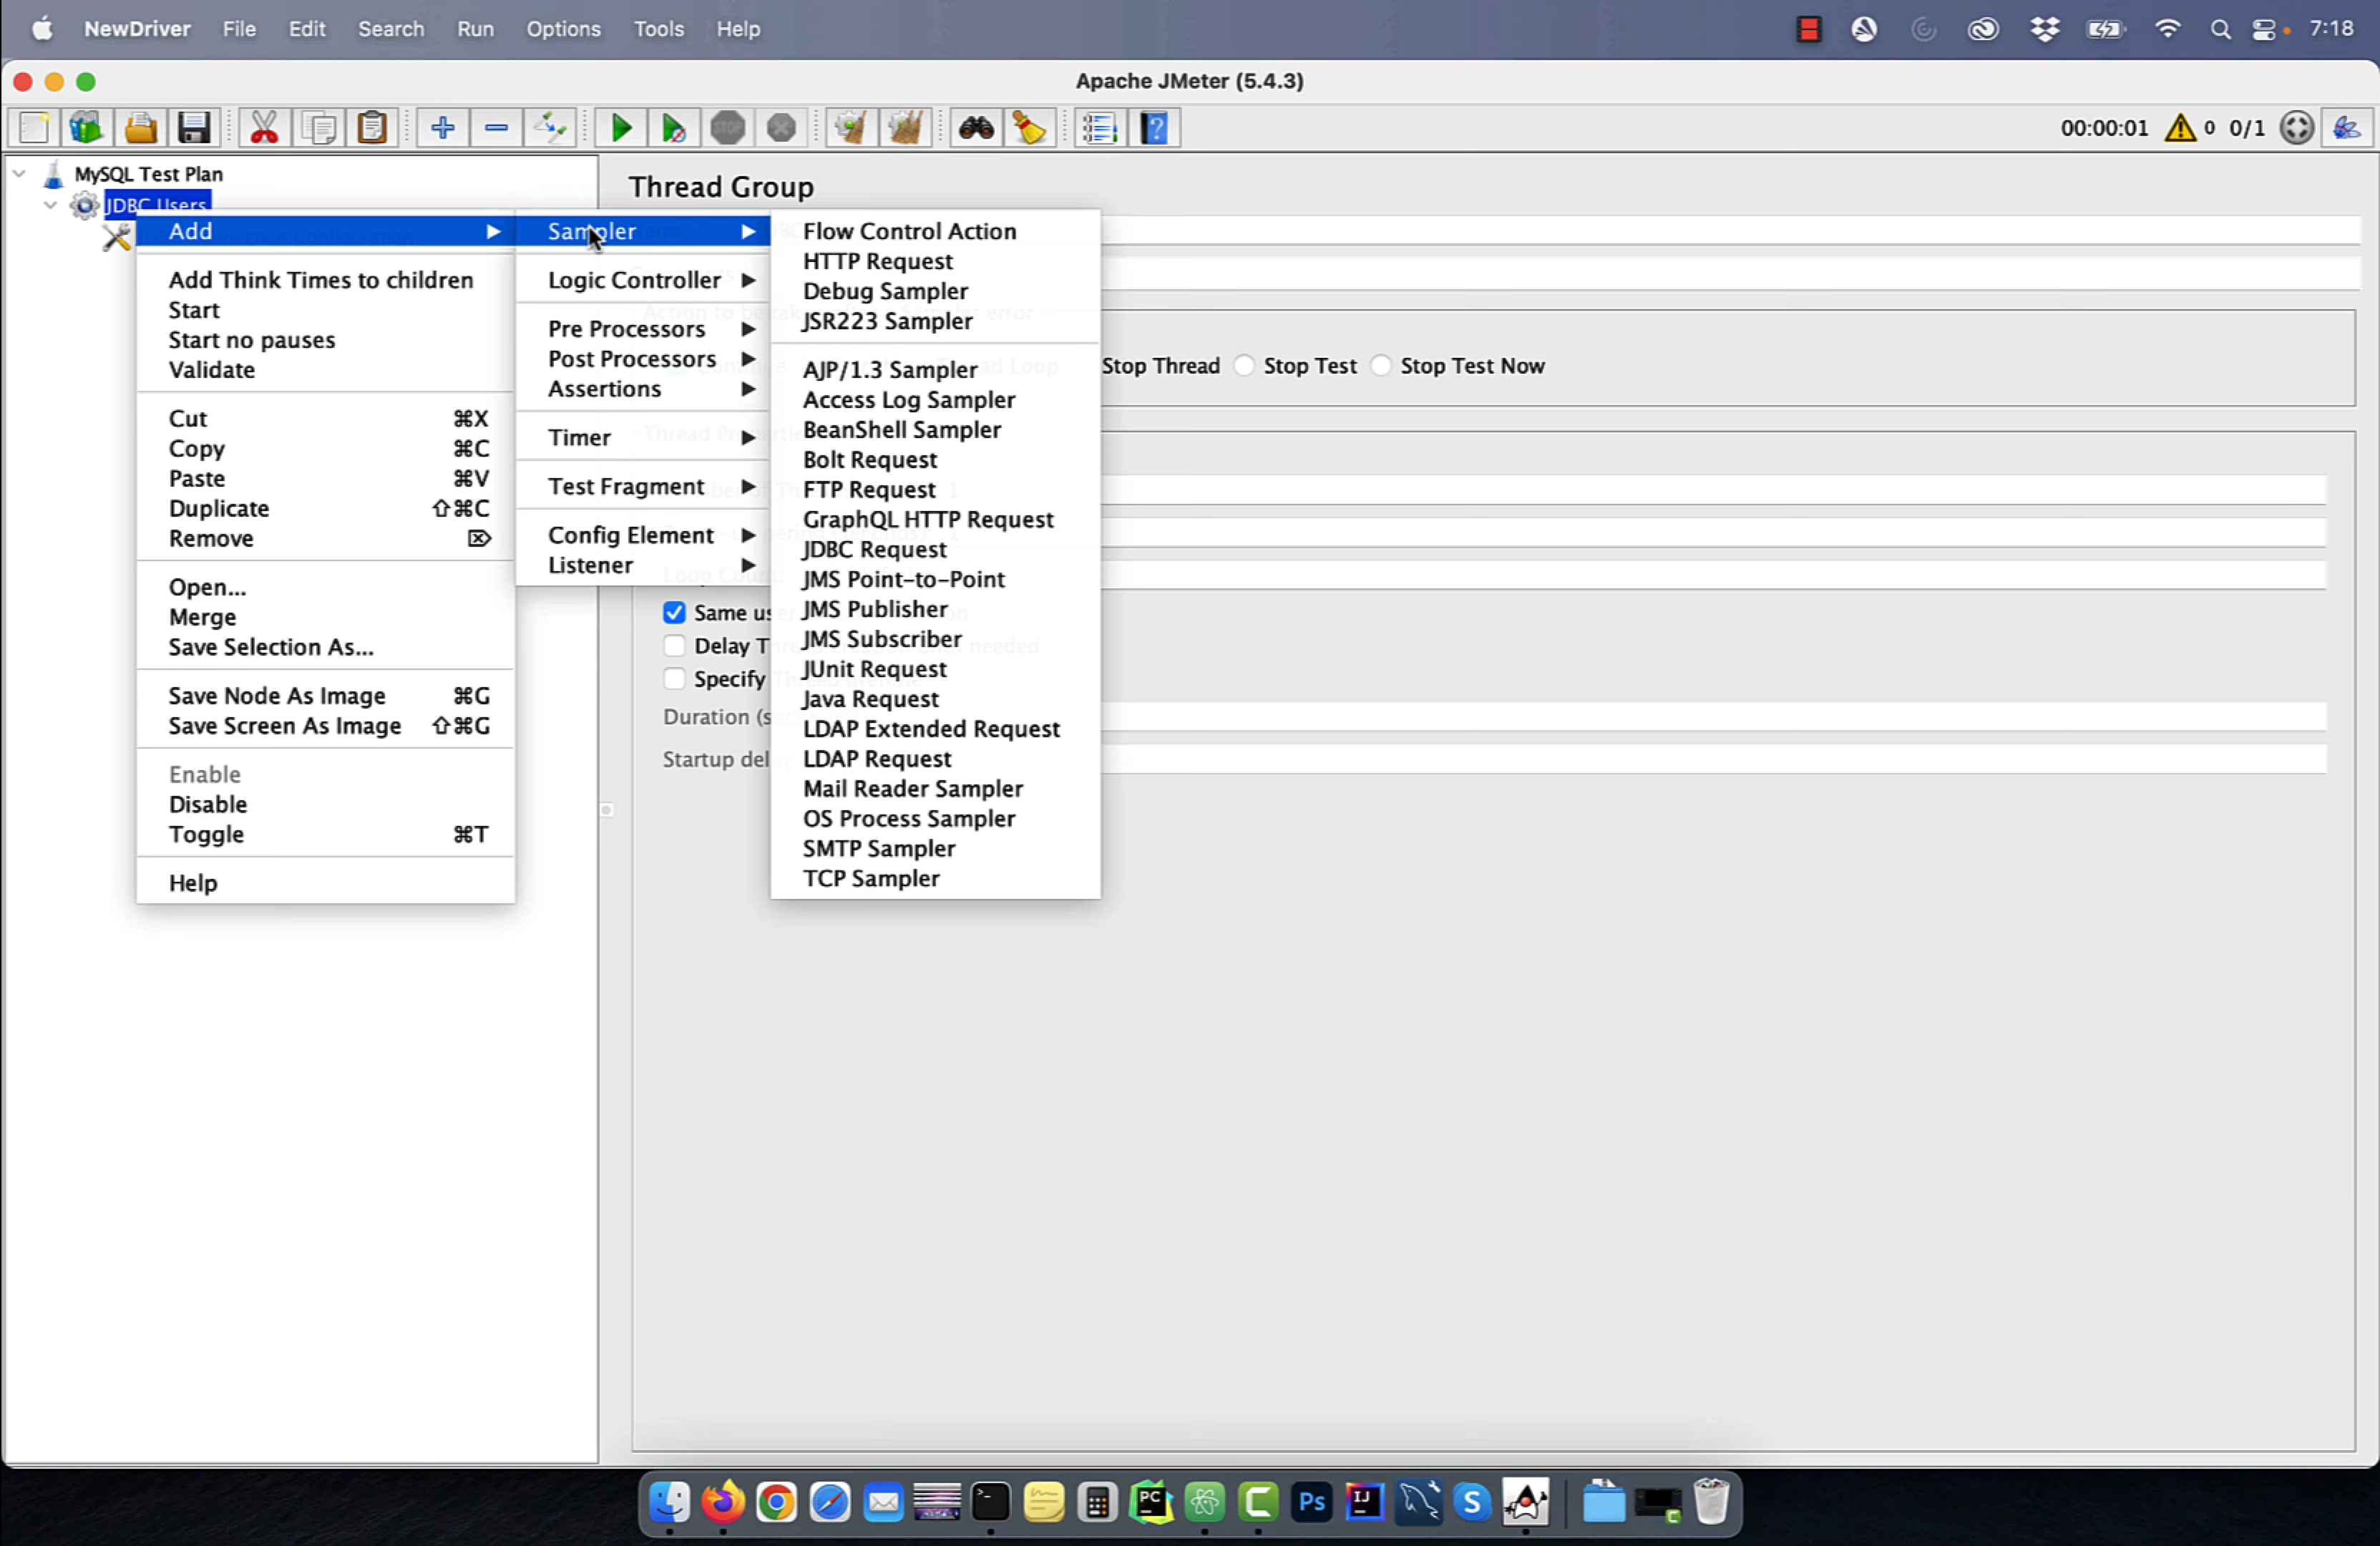 NewDriver File Edit Search Run Options Tools Help 7:18
Apache JMeter (5.4.3)
STOP
00:00:01 0 0/1
MySQL Test Plan
JDBC Users
Thread Group
Add
Add Think Times to children
Start
Start no pauses
Validate
Cut ⌘X
Copy ⌘C
Paste ⌘V
Duplicate ⇧⌘C
Remove ⌦
Open...
Merge
Save Selection As...
Save Node As Image ⌘G
Save Screen As Image ⇧⌘G
Enable
Disable
Toggle ⌘T
Help
Sampler
Logic Controller
Pre Processors
Post Processors
Assertions
Timer
Test Fragment
Config Element
Listener
Flow Control Action
HTTP Request
Debug Sampler
JSR223 Sampler
AJP/1.3 Sampler
Access Log Sampler
BeanShell Sampler
Bolt Request
FTP Request
GraphQL HTTP Request
JDBC Request
JMS Point-to-Point
JMS Publisher
JMS Subscriber
JUnit Request
Java Request
LDAP Extended Request
LDAP Request
Mail Reader Sampler
OS Process Sampler
SMTP Sampler
TCP Sampler
Stop Thread Stop Test Stop Test Now
Same
Delay
Specify
Duration
Startup
PC Ps IJ